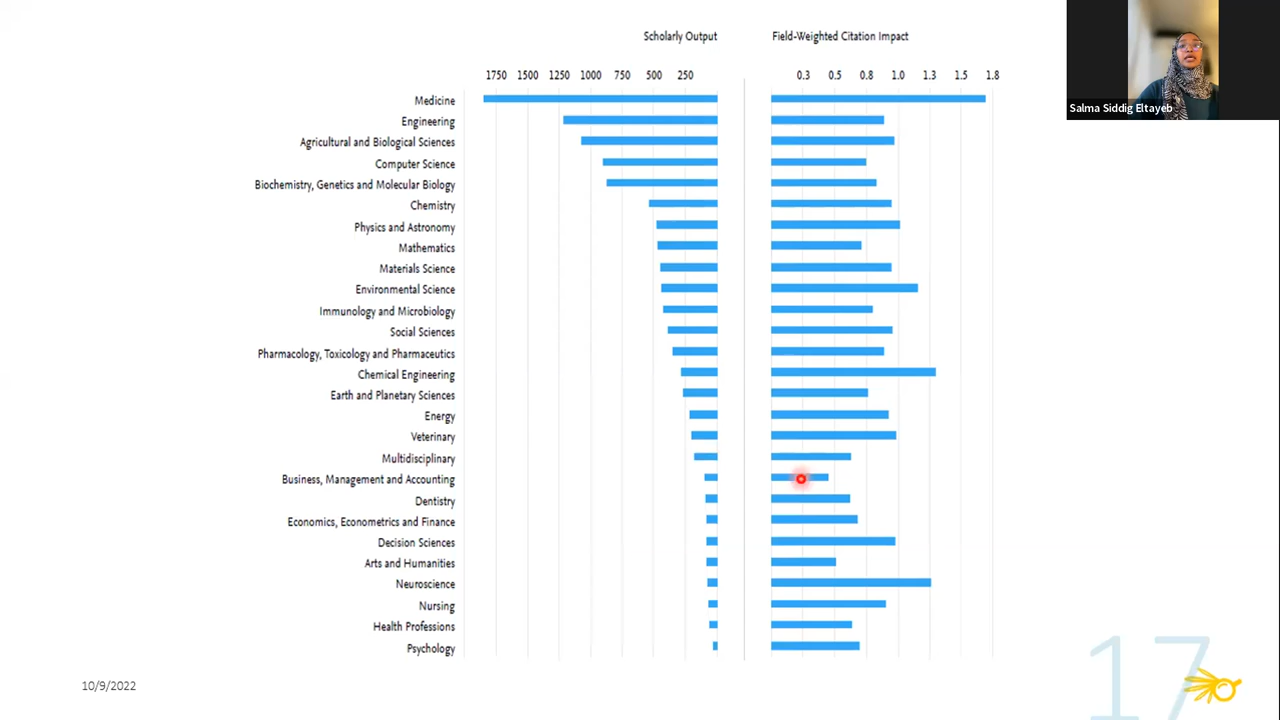 Scholarly Output Field-Weighted Citation Impact
1750 1500 1250 1000 750 500 250 0.3 0.5 0.8 1.0 1.3 1.5 1.8
Medicine
Engineering
Agricultural and Biological Sciences
Computer Science
Biochemistry, Genetics and Molecular Biology
Chemistry
Physics and Astronomy
Mathematics
Materials Science
Environmental Science
Immunology and Microbiology
Social Sciences
Pharmacology, Toxicology and Pharmaceutics
Chemical Engineering
Earth and Planetary Sciences
Energy
Veterinary
Multidisciplinary
Business, Management and Accounting
Dentistry
Economics, Econometrics and Finance
Decision Sciences
Arts and Humanities
Neuroscience
Nursing
Health Professions
Psychology
Salma Siddig Eltayeb
10/9/2022
17